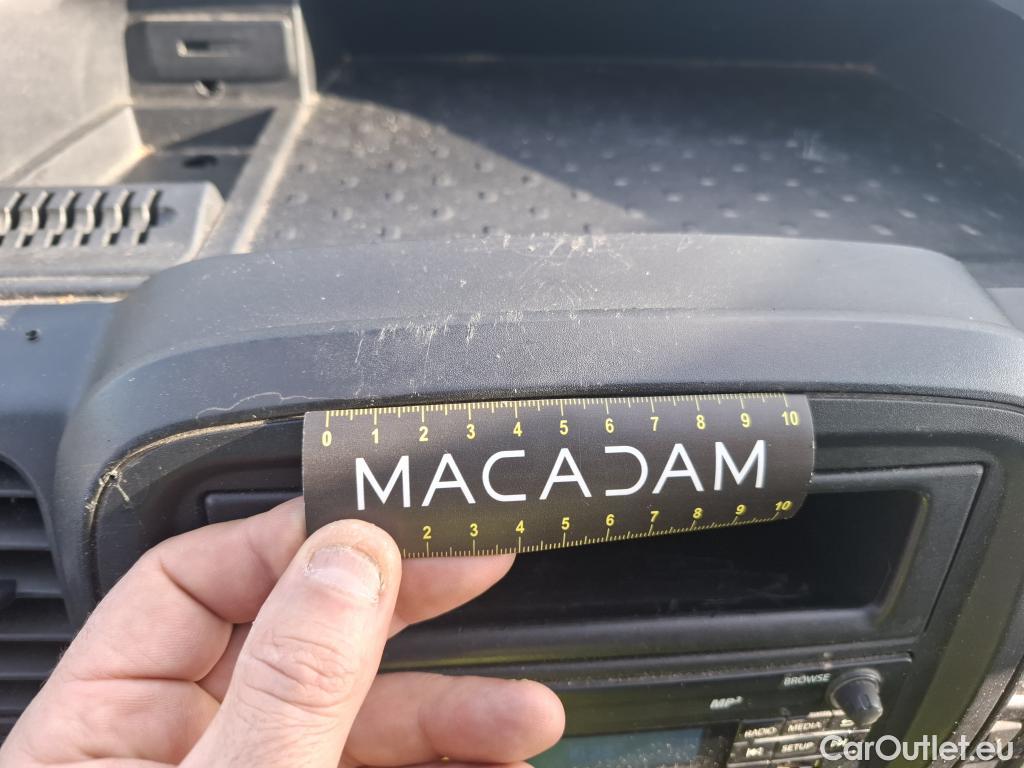 0 1 2 3 4 5 6 7 8 9 10
MACADAM
2 3 4 5 6 7 8 9 10
BROWSE
MP3
RADIO MEDIA
SETUP
CarOutlet.eu